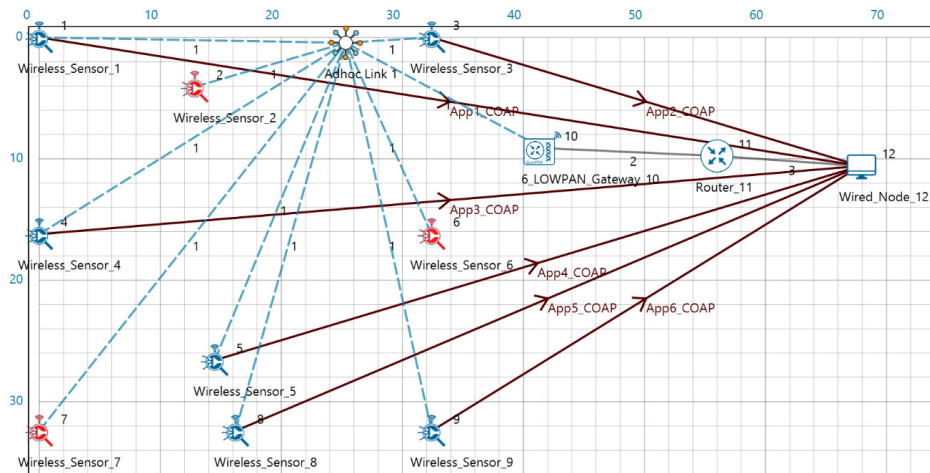 0 10 20 30 40 50 60 70
0
10
20
30
1
Wireless_Sensor_1
2
Wireless_Sensor_2
3
Wireless_Sensor_3
Adhoc Link 1
1
1
1
1
1
1
1
1
1
App1_COAP
App2_COAP
10
6_LOWPAN_Gateway_10
2
11
Router_11
3
12
Wired_Node_12
4
Wireless_Sensor_4
App3_COAP
6
Wireless_Sensor_6
App4_COAP
App5_COAP
App6_COAP
5
Wireless_Sensor_5
7
Wireless_Sensor_7
8
Wireless_Sensor_8
9
Wireless_Sensor_9